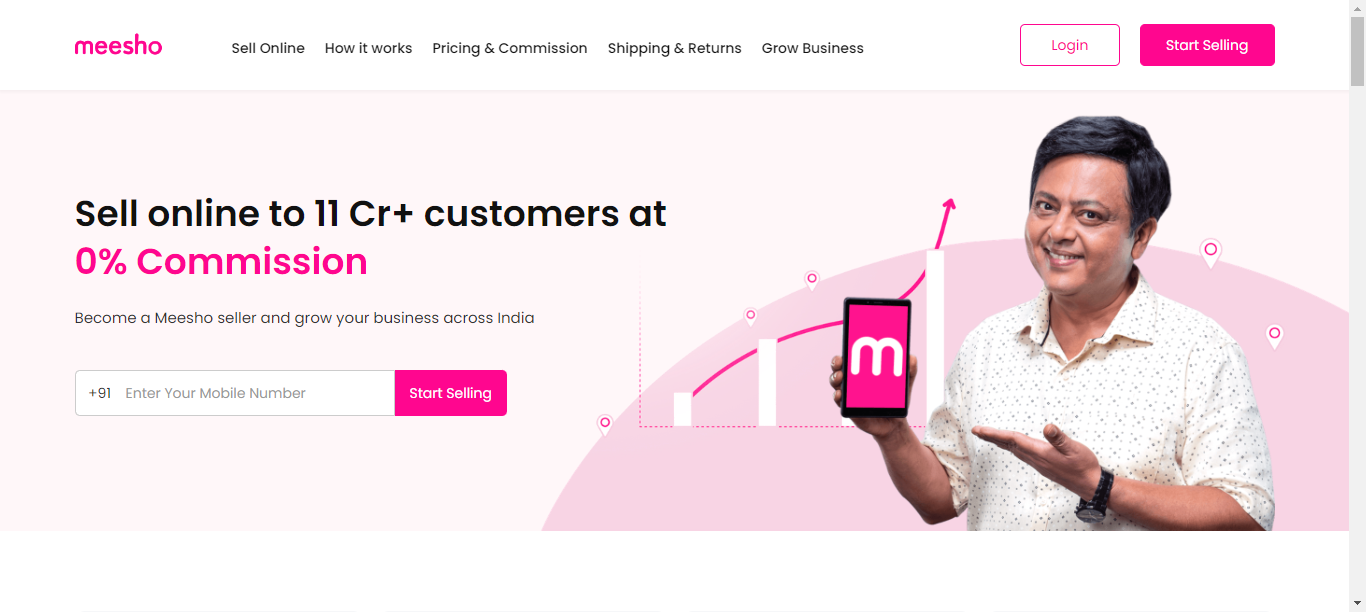 meesho
Sell Online
How it works
Pricing & Commission
Shipping & Returns
Grow Business
Login
Start Selling
Sell online to 11 Cr+ customers at
0% Commission
Become a Meesho seller and grow your business across India
+91 Enter Your Mobile Number
Start Selling
m